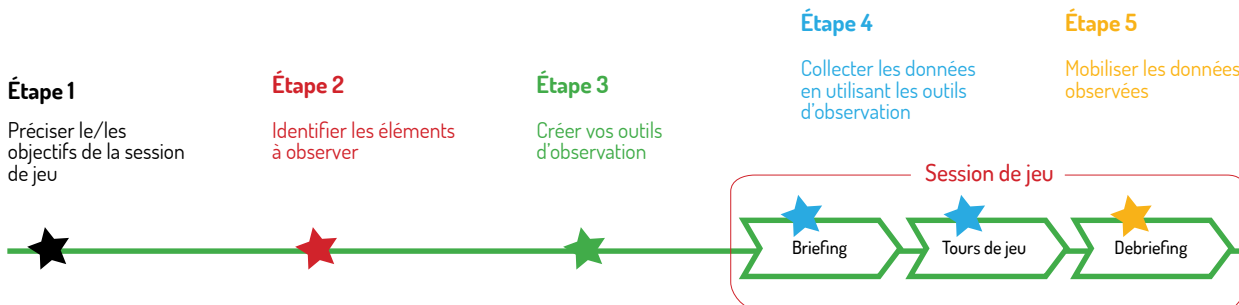 Étape 1
Préciser le/les
objectifs de la session
de jeu
Étape 2
Identifier les éléments
à observer
Étape 3
Créer vos outils
d'observation
Étape 4
Collecter les données
en utilisant les outils
d'observation
Étape 5
Mobiliser les données
observées
Session de jeu
Briefing
Tours de jeu
Debriefing